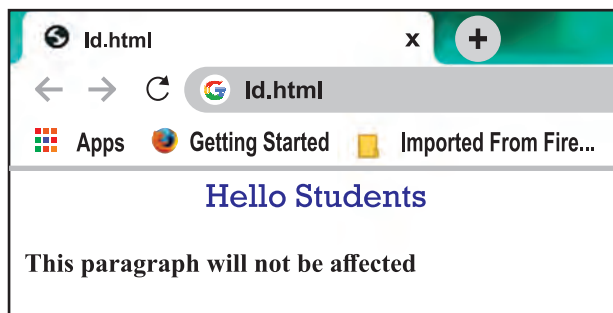 Id.html x +
Id.html
Apps Getting Started Imported From Fire...
Hello Students
This paragraph will not be affected